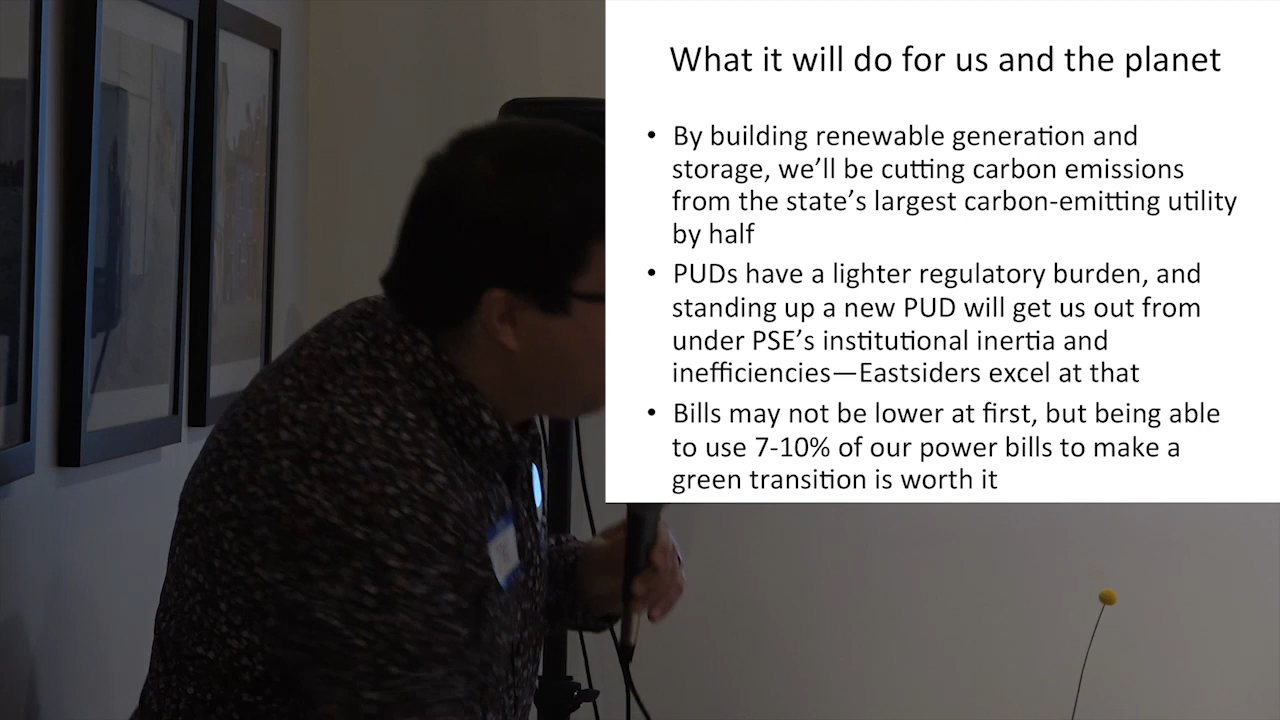 What it will do for us and the planet
• By building renewable generation and
storage, we’ll be cutting carbon emissions
from the state’s largest carbon-emitting utility
by half
• PUDs have a lighter regulatory burden, and
standing up a new PUD will get us out from
under PSE’s institutional inertia and
inefficiencies—Eastsiders excel at that
• Bills may not be lower at first, but being able
to use 7-10% of our power bills to make a
green transition is worth it